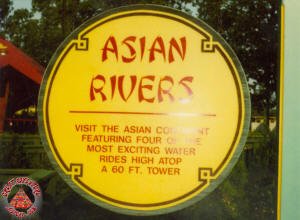 ASIAN
RIVERS
VISIT THE ASIAN CONTINENT
FEATURING FOUR OF THE
MOST EXCITING WATER
RIDES HIGH ATOP
A 60 FT. TOWER